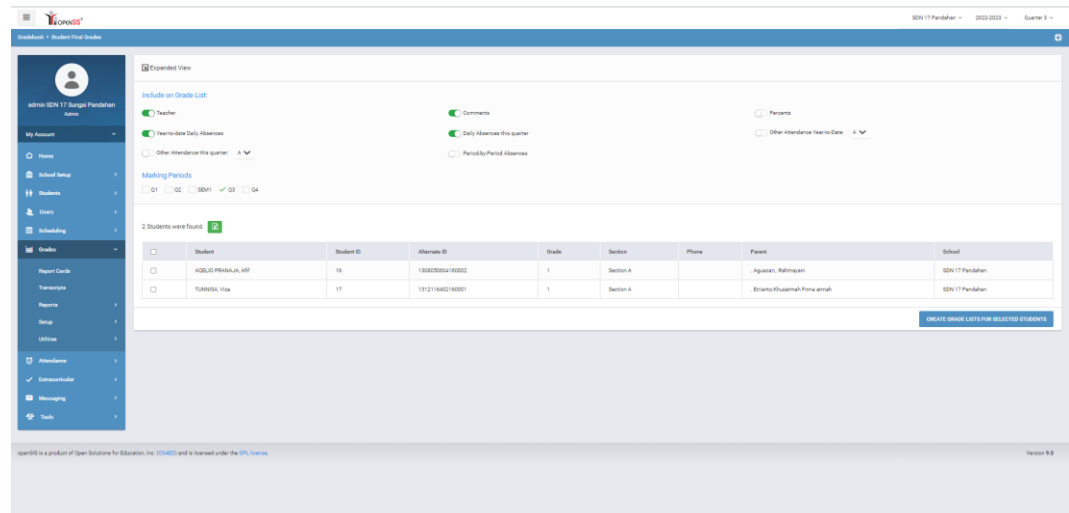 OPENSIS
SDN 17 Pandahan 2022-2023 Quarter 3
Gradebook • Student Final Grades
admin SDN 17 Sungai Pandahan
Admin
My Account
Home
School Setup
Students
Users
Scheduling
Grades
Report Cards
Transcripts
Reports
Setup
Utilities
Attendance
Extracurricular
Messaging
Tools
Expanded View
Include on Grade List:
Teacher Comments Percents
Year-to-date Daily Absences Daily Absences this quarter Other Attendance Year-to-Date: A
Other Attendance this quarter: A Period-by-Period Absences
Marking Periods
Q1 Q2 SEM1 Q3 Q4
2 Students were found.
Student Student ID Alternate ID Grade Section Phone Parent School
AQELIO PRANAJA, Afif 16 1308050604160002 1 Section A , Aguscan, Rahmayani SDN 17 Pandahan
TUNNISA, Viza 17 1312116402160001 1 Section A , Etrianto,Khusatmah Pinna atmah SDN 17 Pandahan
CREATE GRADE LISTS FOR SELECTED STUDENTS
openSIS is a product of Open Solutions for Education, Inc. (OS4ED) and is licensed under the GPL license. Version 9.0